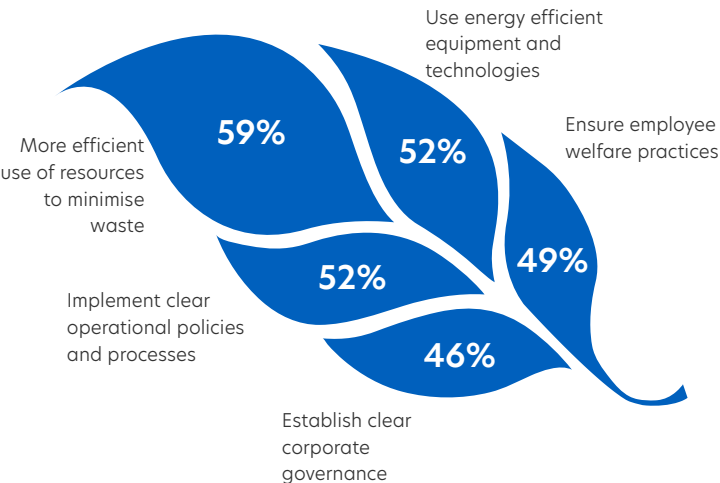 Use energy efficient
equipment and
technologies
59%
52%
Ensure employee
welfare practices
More efficient
use of resources
to minimise
waste
49%
52%
Implement clear
operational policies
and processes
46%
Establish clear
corporate
governance